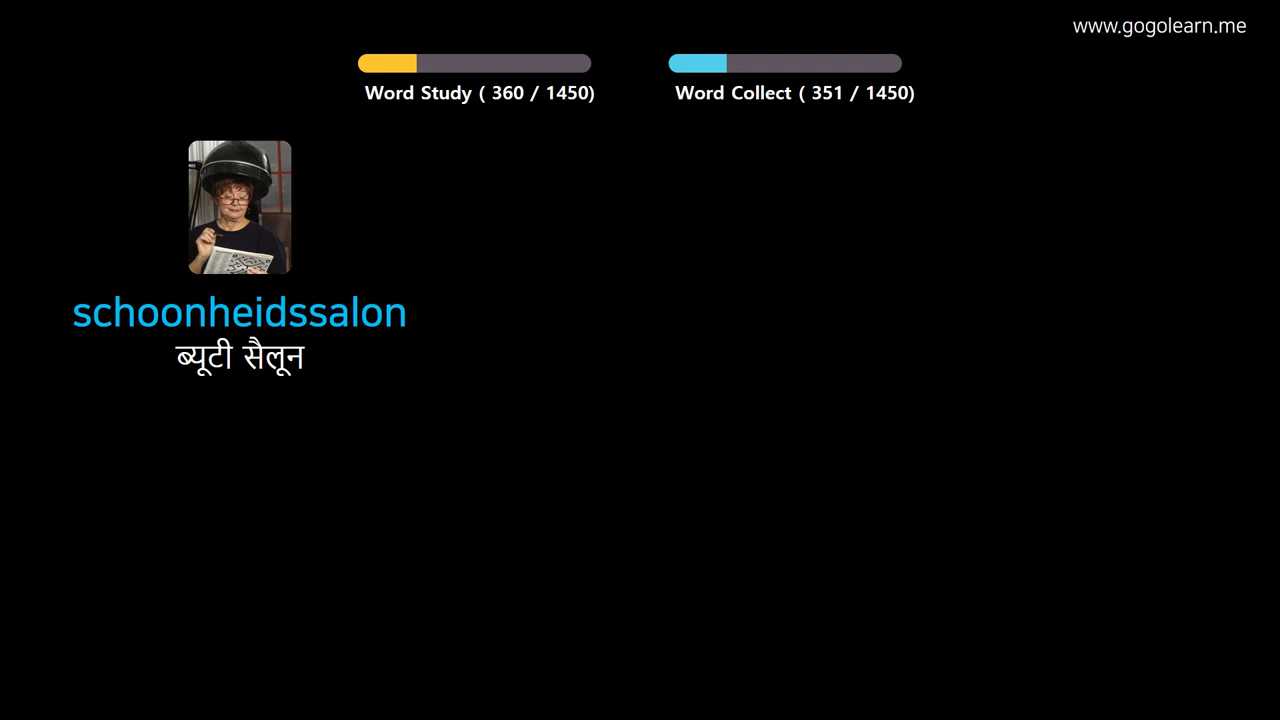 www.gogolearn.me
Word Study ( 360 / 1450)
Word Collect ( 351 / 1450)
schoonheidssalon
ब्यूटी सैलून